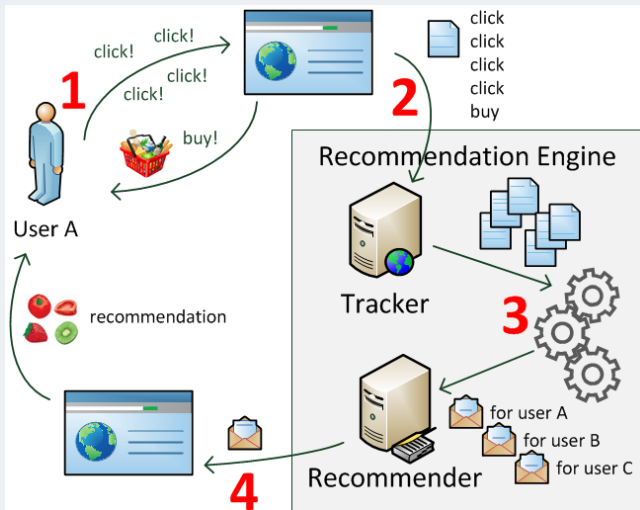 1
click!
click!
click!
click!
buy!
User A
2
click
click
click
click
buy
Recommendation Engine
Tracker
3
Recommender
for user A
for user B
for user C
4
recommendation